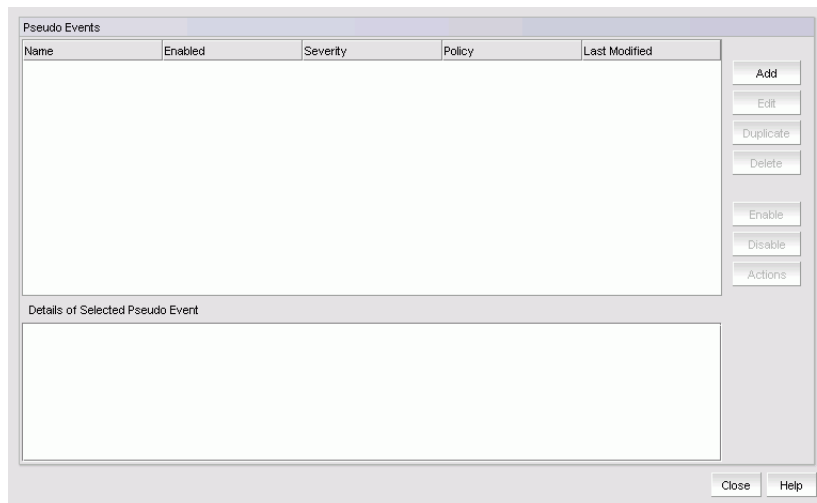 Pseudo Events
Name Enabled Severity Policy Last Modified
Add
Edit
Duplicate
Delete
Enable
Disable
Actions
Details of Selected Pseudo Event
Close Help